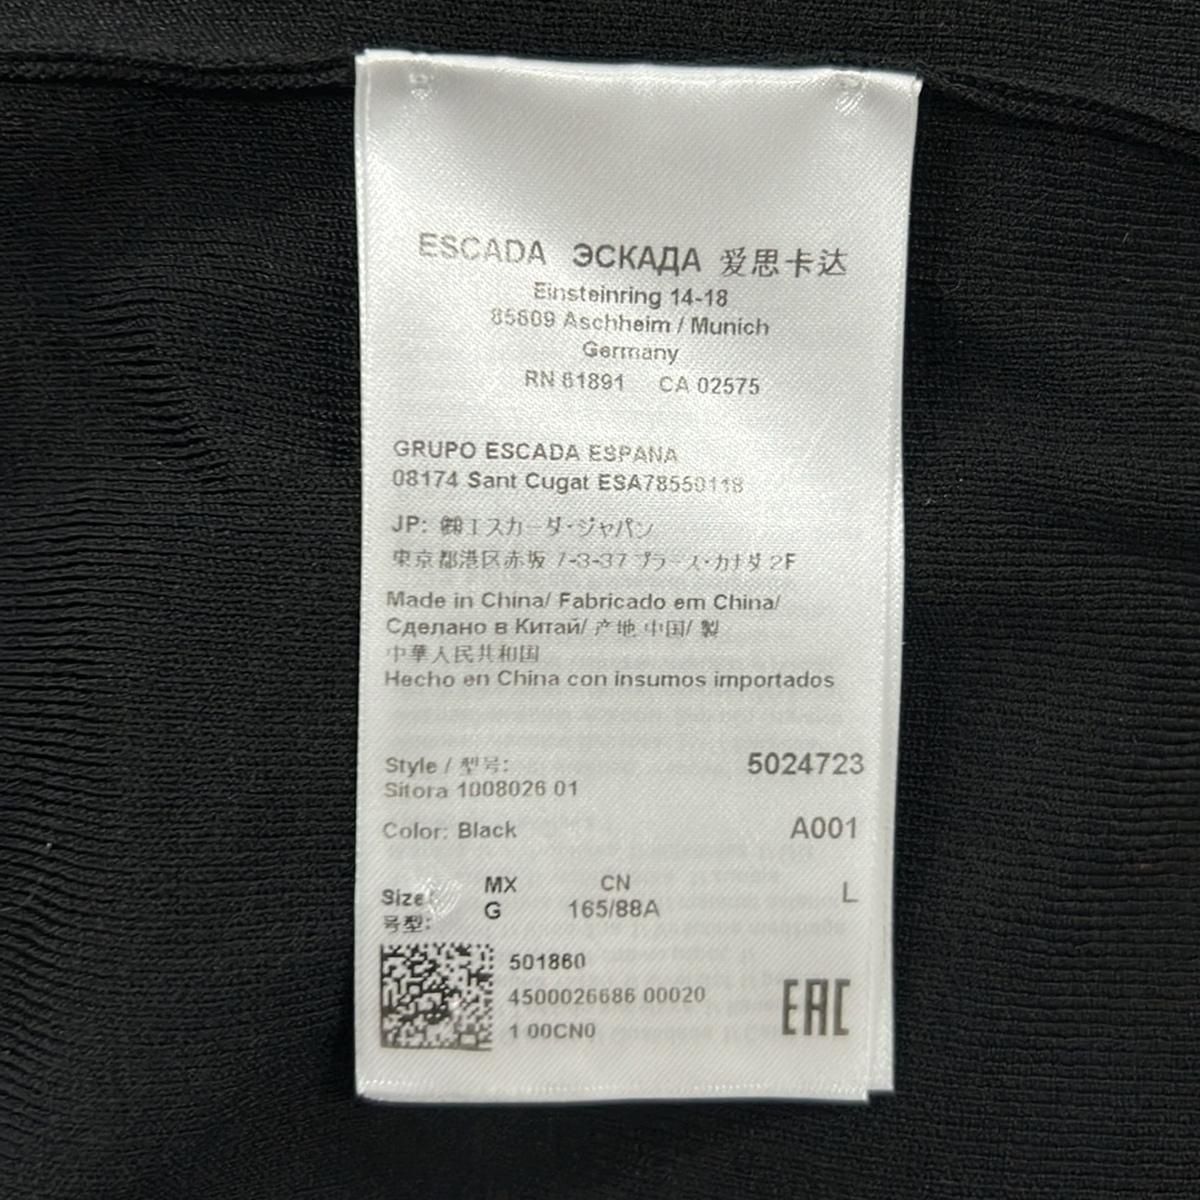 ESCADA ЭСКАДА 爱思卡达
Einsteinring 14-18
85609 Aschheim / Munich
Germany
RN 61891 CA 02575
GRUPO ESCADA ESPANA
08174 Sant Cugat ESA78550118
JP: ㈱エスカーダ･ジャパン
東京都港区赤坂 7-3-37 プラース･カナダ 2F
Made in China/ Fabricado em China/
Сделано в Китай/ 产地 中国/ 製
中華人民共和国
Hecho en China con insumos importados
Style / 型号: 5024723
Sitora 1008026 01
Color: Black A001
Size/ MX CN L
号型: G 165/88A
501860
4500026686 00020
1 00CN0
EAC